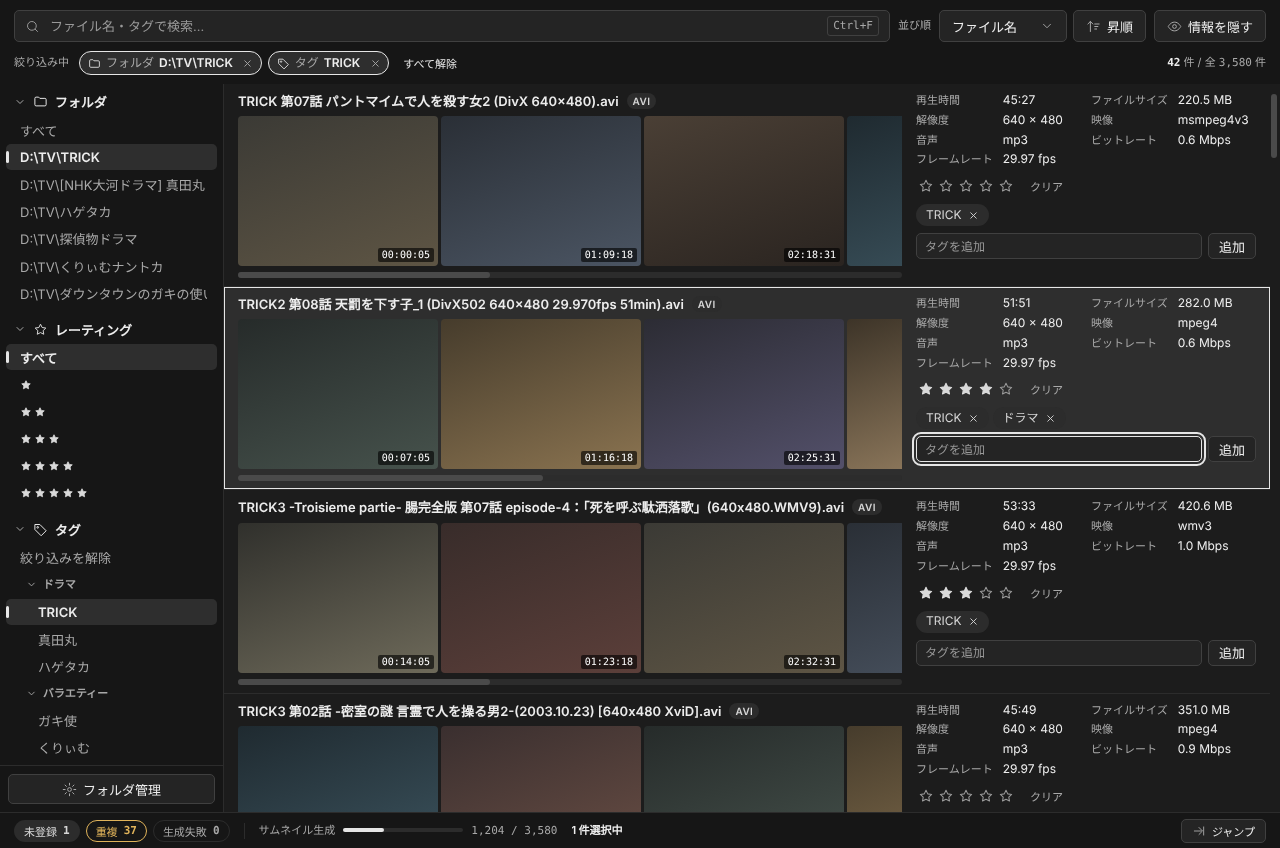 ファイル名・タグで検索... Ctrl+F 並び順 ファイル名 昇順 情報を隠す
絞り込み中 フォルダ D:\TV\TRICK × タグ TRICK × すべて解除 42 件 / 全 3,580 件
フォルダ
すべて
D:\TV\TRICK
D:\TV\[NHK大河ドラマ] 真田丸
D:\TV\ハゲタカ
D:\TV\探偵物ドラマ
D:\TV\くりぃむナントカ
D:\TV\ダウンタウンのガキの使い
レーティング
すべて
★
★★
★★★
★★★★
★★★★★
タグ
絞り込みを解除
ドラマ
TRICK
真田丸
ハゲタカ
バラエティー
ガキ使
くりぃむ
フォルダ管理
TRICK 第07話 パントマイムで人を殺す女2 (DivX 640×480).avi AVI
00:00:05 01:09:18 02:18:31
再生時間 45:27 ファイルサイズ 220.5 MB
解像度 640 × 480 映像 msmpeg4v3
音声 mp3 ビットレート 0.6 Mbps
フレームレート 29.97 fps
☆☆☆☆☆ クリア
TRICK ×
タグを追加 追加
TRICK2 第08話 天罰を下す子_1 (DivX502 640×480 29.970fps 51min).avi AVI
00:07:05 01:16:18 02:25:31
再生時間 51:51 ファイルサイズ 282.0 MB
解像度 640 × 480 映像 mpeg4
音声 mp3 ビットレート 0.6 Mbps
フレームレート 29.97 fps
★★★★☆ クリア
TRICK × ドラマ ×
タグを追加 追加
TRICK3 -Troisieme partie- 腸完全版 第07話 episode-4：「死を呼ぶ駄洒落歌」(640x480.WMV9).avi AVI
00:14:05 01:23:18 02:32:31
再生時間 53:33 ファイルサイズ 420.6 MB
解像度 640 × 480 映像 wmv3
音声 mp3 ビットレート 1.0 Mbps
フレームレート 29.97 fps
★★★☆☆ クリア
TRICK ×
タグを追加 追加
TRICK3 第02話 -密室の謎 言霊で人を操る男2-(2003.10.23) [640x480 XviD].avi AVI
再生時間 45:49 ファイルサイズ 351.0 MB
解像度 640 × 480 映像 mpeg4
音声 mp3 ビットレート 0.9 Mbps
フレームレート 29.97 fps
☆☆☆☆☆ クリア
未登録 1 重複 37 生成失敗 0 サムネイル生成 1,204 / 3,580 1件選択中 ジャンプ